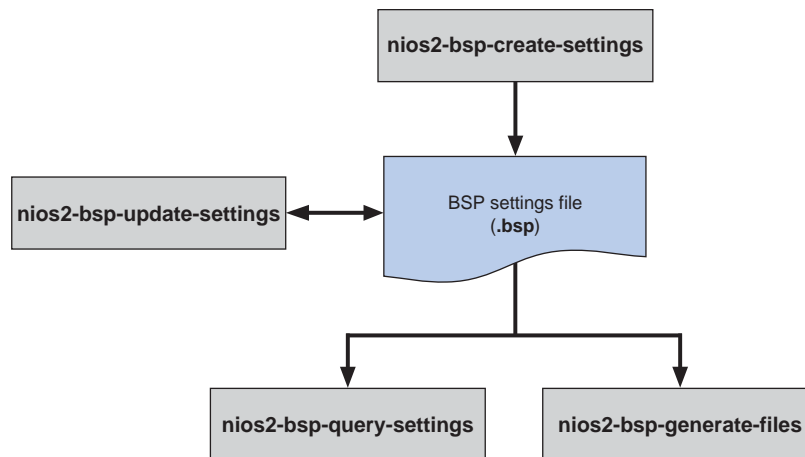 nios2-bsp-create-settings
BSP settings file
(.bsp)
nios2-bsp-update-settings
nios2-bsp-query-settings
nios2-bsp-generate-files